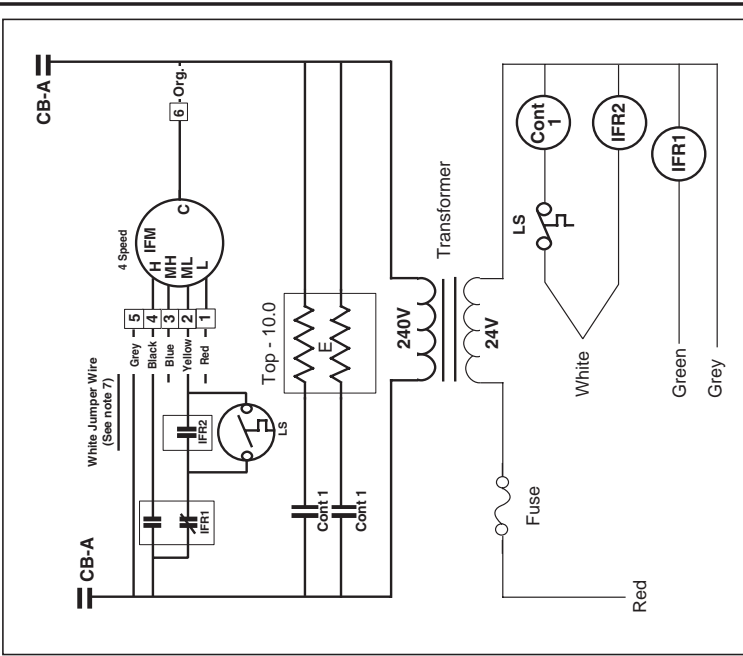 CB-A
6
Org.
4 Speed
IFM
C
H
MH
ML
L
5
4
3
2
1
Grey
Black
Blue
Yellow
Red
White Jumper Wire
(See note 7)
IFR2
LS
IFR1
CB-A
Top - 10.0
E
Cont 1
Cont 1
240V
Transformer
24V
Cont
1
LS
IFR2
IFR1
White
Green
Grey
Fuse
Red